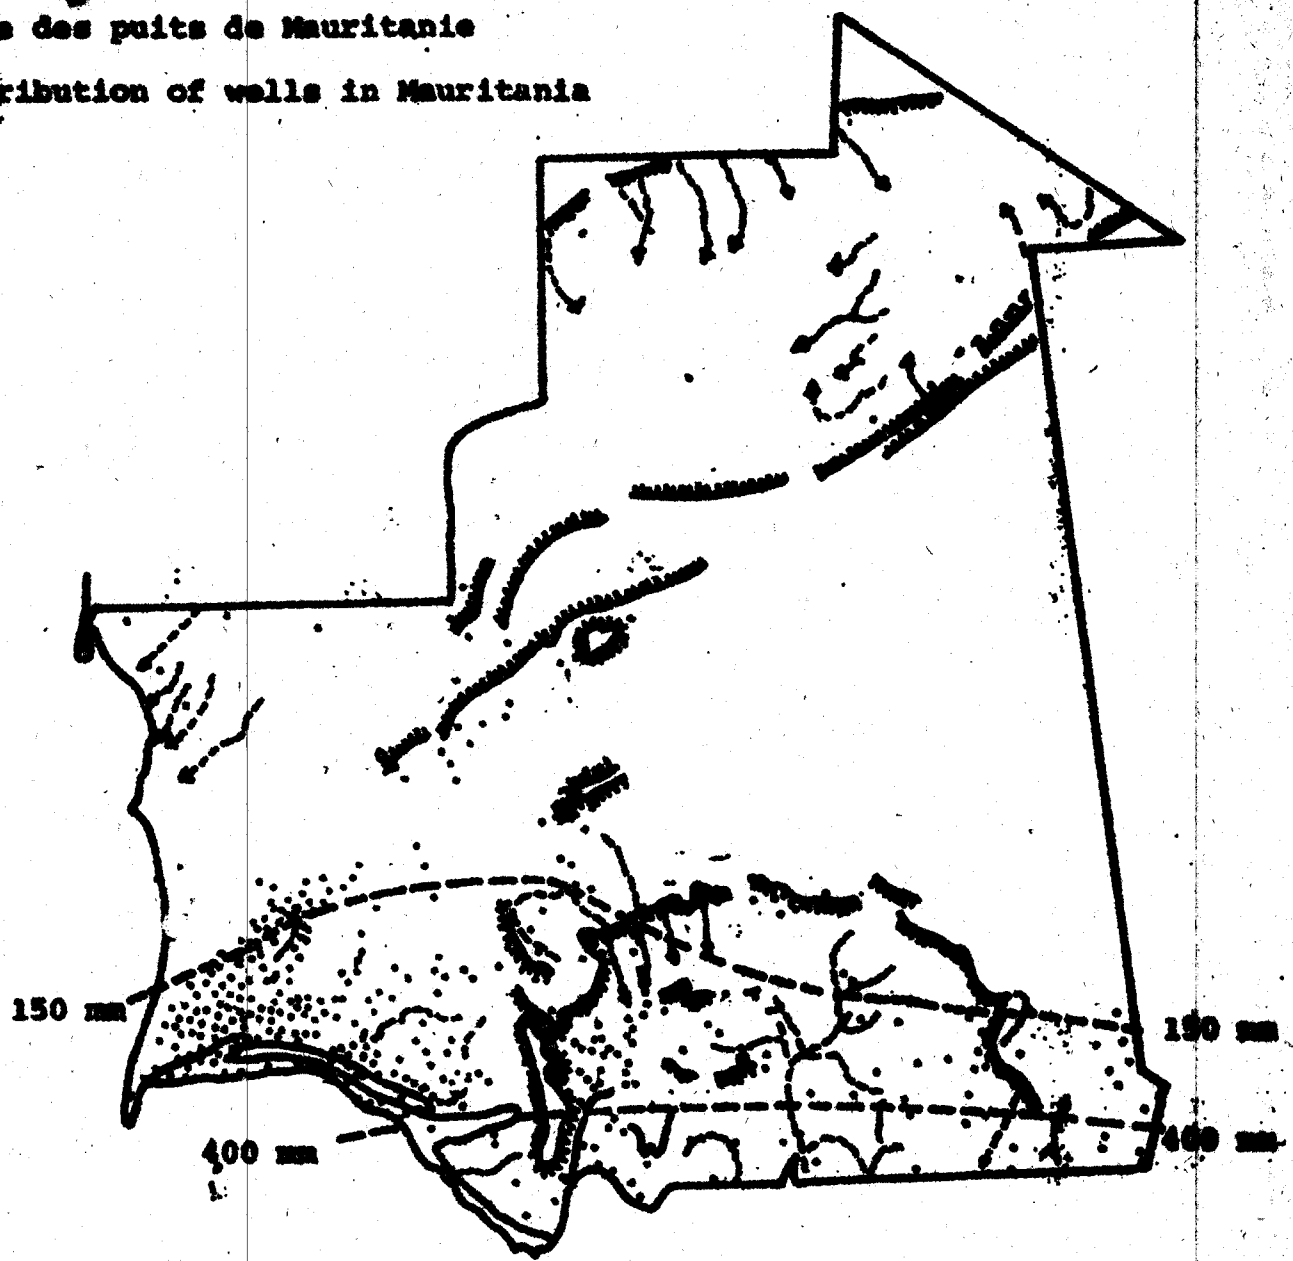 des puits de Mauritanie
ribution of wells in Mauritania
150 mm
150 mm
400 mm
400 mm